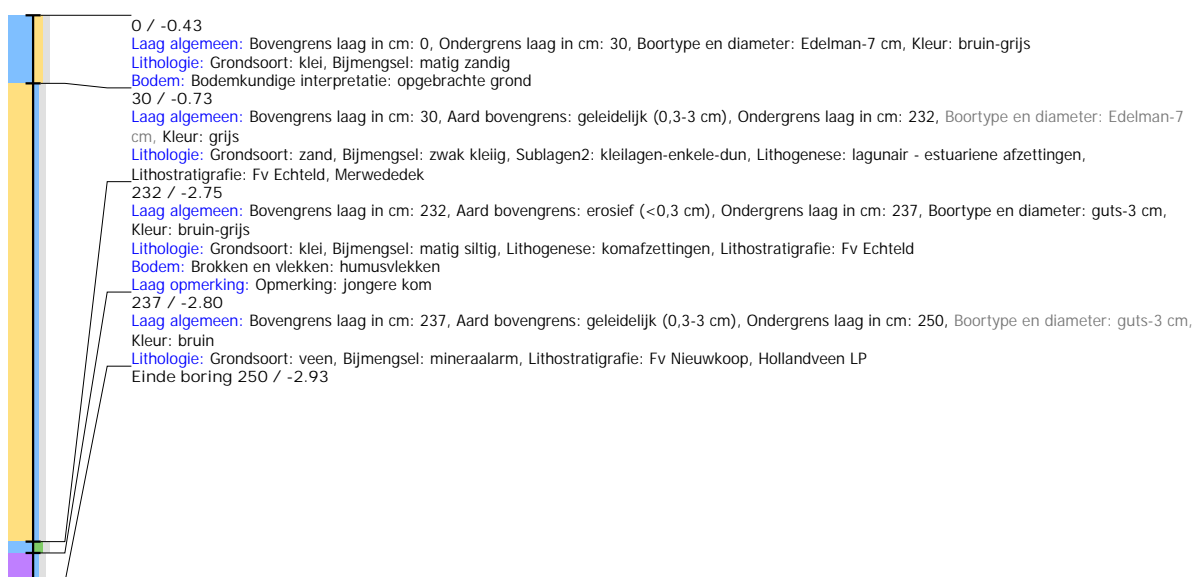 0 / -0.43
Laag algemeen: Bovengrens laag in cm: 0, Ondergrens laag in cm: 30, Boortype en diameter: Edelman-7 cm, Kleur: bruin-grijs
Lithologie: Grondsoort: klei, Bijmengsel: matig zandig
Bodem: Bodemkundige interpretatie: opgebrachte grond
30 / -0.73
Laag algemeen: Bovengrens laag in cm: 30, Aard bovengrens: geleidelijk (0,3-3 cm), Ondergrens laag in cm: 232, Boortype en diameter: Edelman-7
cm, Kleur: grijs
Lithologie: Grondsoort: zand, Bijmengsel: zwak kleiig, Sublagen2: kleilagen-enkele-dun, Lithogenese: lagunair - estuariene afzettingen,
Lithostratigrafie: Fv Echteld, Merwededek
232 / -2.75
Laag algemeen: Bovengrens laag in cm: 232, Aard bovengrens: erosief (<0,3 cm), Ondergrens laag in cm: 237, Boortype en diameter: guts-3 cm,
Kleur: bruin-grijs
Lithologie: Grondsoort: klei, Bijmengsel: matig siltig, Lithogenese: komafzettingen, Lithostratigrafie: Fv Echteld
Bodem: Brokken en vlekken: humusvlekken
Laag opmerking: Opmerking: jongere kom
237 / -2.80
Laag algemeen: Bovengrens laag in cm: 237, Aard bovengrens: geleidelijk (0,3-3 cm), Ondergrens laag in cm: 250, Boortype en diameter: guts-3 cm,
Kleur: bruin
Lithologie: Grondsoort: veen, Bijmengsel: mineraalarm, Lithostratigrafie: Fv Nieuwkoop, Hollandveen LP
Einde boring 250 / -2.93